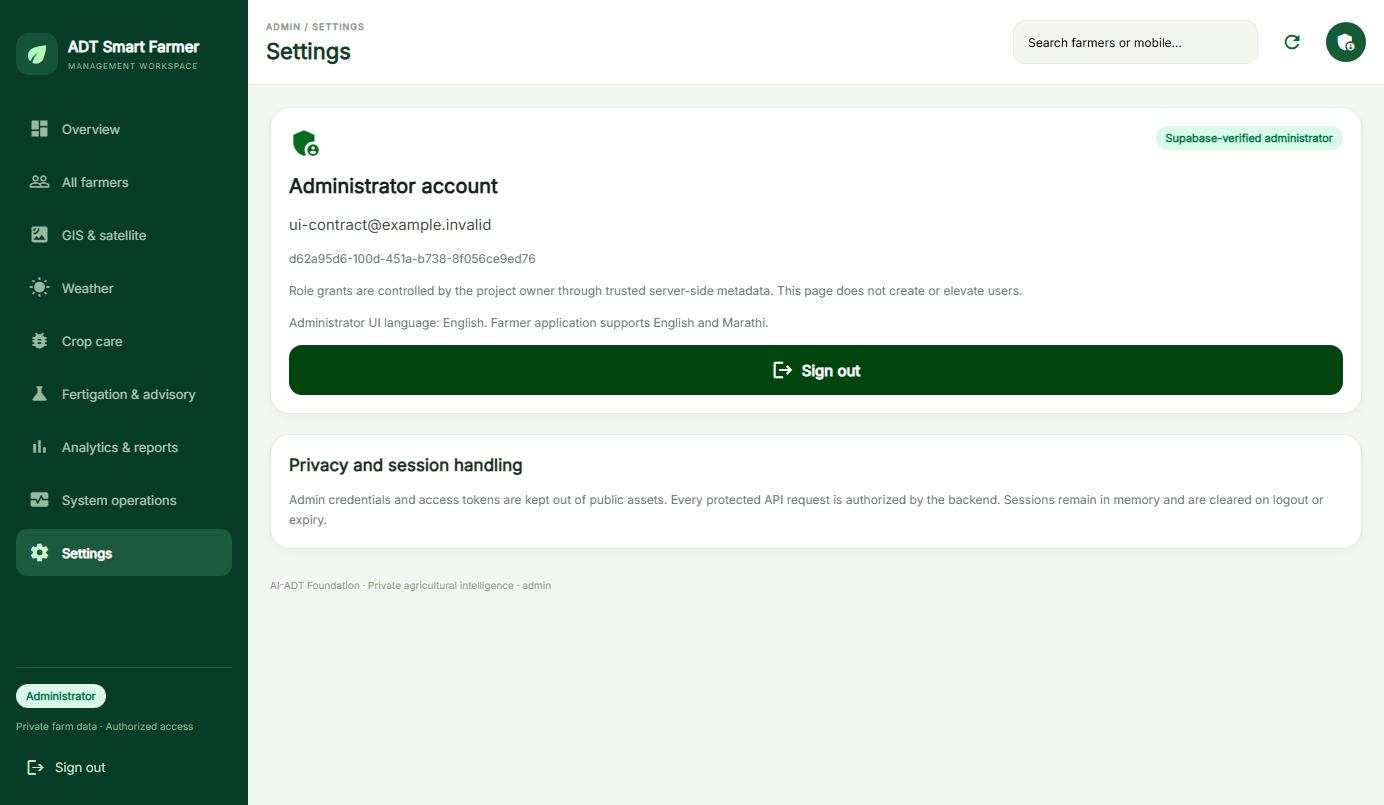 ADT Smart Farmer
MANAGEMENT WORKSPACE
Overview
All farmers
GIS & satellite
Weather
Crop care
Fertigation & advisory
Analytics & reports
System operations
Settings
Administrator
Private farm data · Authorized access
Sign out
ADMIN / SETTINGS
Settings
Search farmers or mobile...
Supabase-verified administrator
Administrator account
ui-contract@example.invalid
d62a95d6-100d-451a-b738-8f056ce9ed76
Role grants are controlled by the project owner through trusted server-side metadata. This page does not create or elevate users.
Administrator UI language: English. Farmer application supports English and Marathi.
Sign out
Privacy and session handling
Admin credentials and access tokens are kept out of public assets. Every protected API request is authorized by the backend. Sessions remain in memory and are cleared on logout or
expiry.
AI-ADT Foundation · Private agricultural intelligence · admin